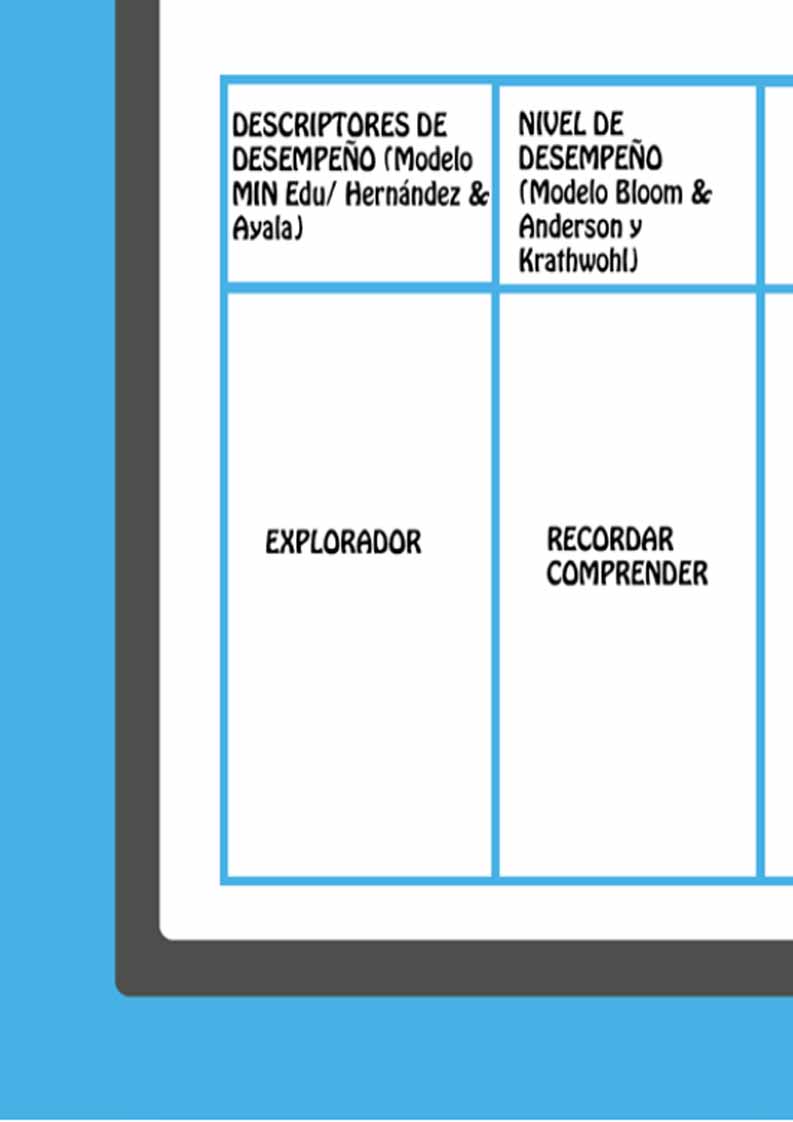 DESCRIPTORES DE
DESEMPEÑO (Modelo
MIN Edu/ Hernández &
Ayala)
NIVEL DE
DESEMPEÑO
(Modelo Bloom &
Anderson y
Krathwohl)
EXPLORADOR
RECORDAR
COMPRENDER